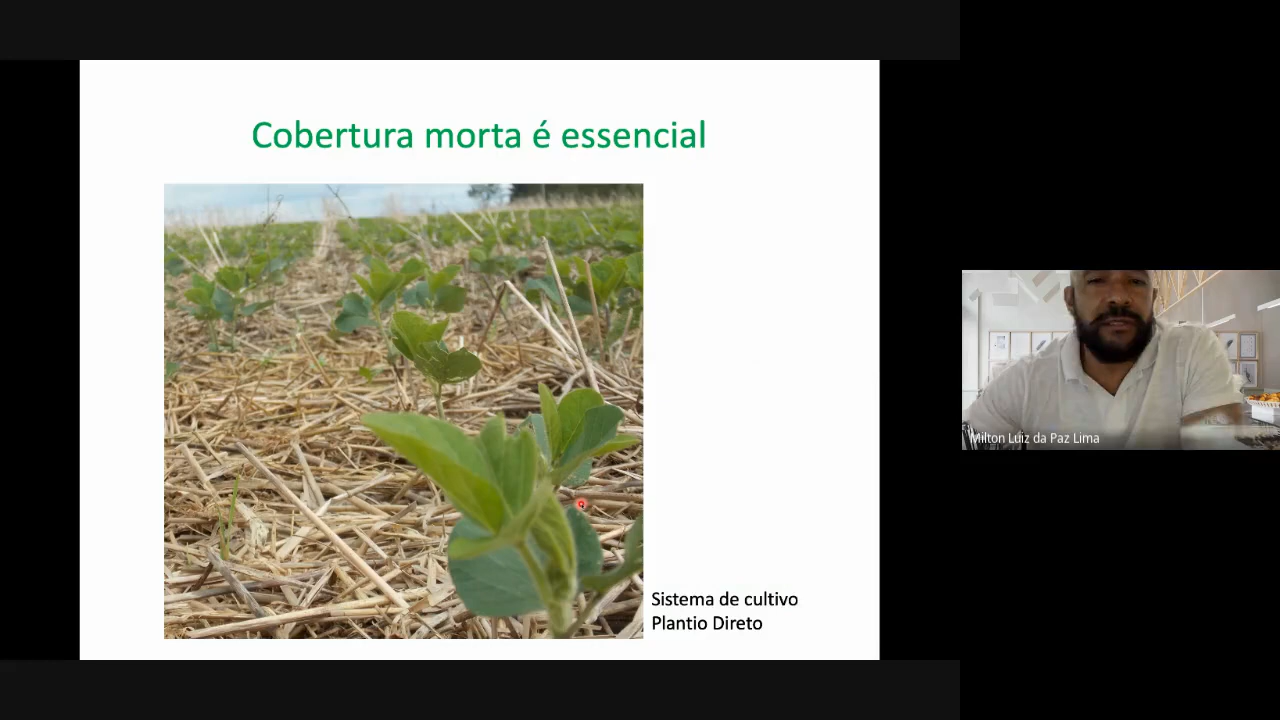 Cobertura morta é essencial
Sistema de cultivo
Plantio Direto
Milton Luiz da Paz Lima